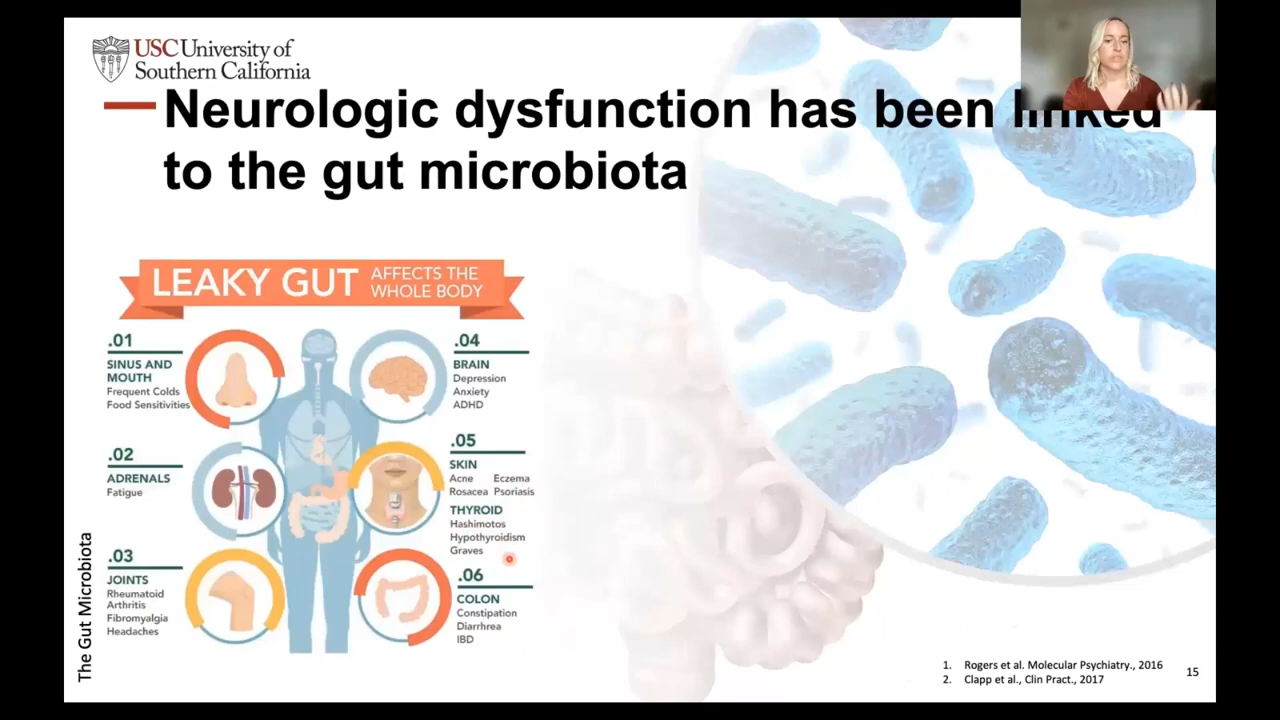 USC University of
Southern California
Neurologic dysfunction has been linked
to the gut microbiota
LEAKY GUT AFFECTS THE
WHOLE BODY
.01
SINUS AND
MOUTH
Frequent Colds
Food Sensitivities
.02
ADRENALS
Fatigue
.03
JOINTS
Rheumatoid
Arthritis
Fibromyalgia
Headaches
.04
BRAIN
Depression
Anxiety
ADHD
.05
SKIN
Acne Eczema
Rosacea Psoriasis
THYROID
Hashimotos
Hypothyroidism
Graves
.06
COLON
Constipation
Diarrhea
IBD
The Gut Microbiota
1. Rogers et al. Molecular Psychiatry., 2016
2. Clapp et al., Clin Pract., 2017
15